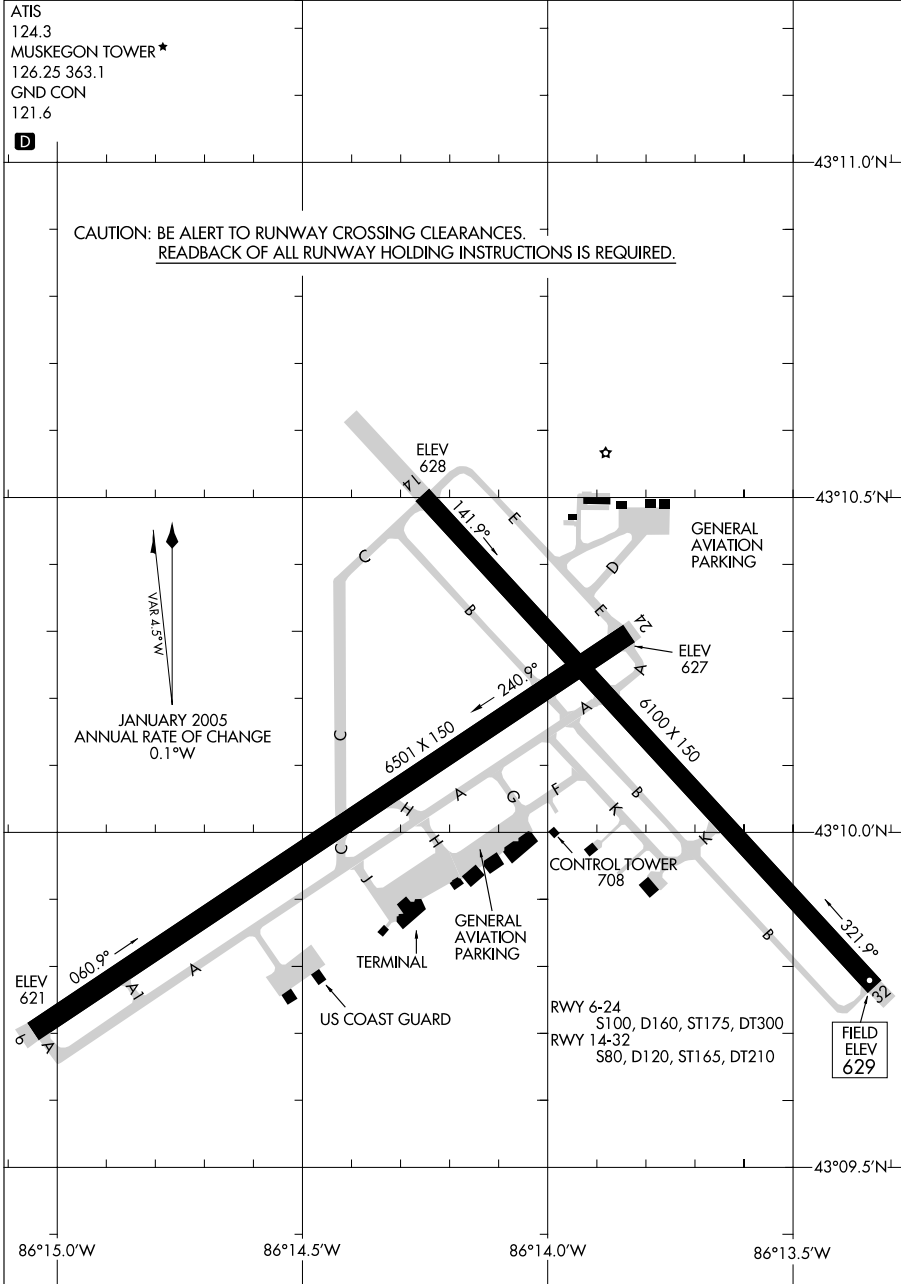 ATIS
124.3
MUSKEGON TOWER★
126.25 363.1
GND CON
121.6
D
43°11.0'N
CAUTION: BE ALERT TO RUNWAY CROSSING CLEARANCES.
READBACK OF ALL RUNWAY HOLDING INSTRUCTIONS IS REQUIRED.
ELEV
628
14
43°10.5'N
141.9°
E
GENERAL
AVIATION
PARKING
C
D
VAR 4.5°W
B
E
24
ELEV
627
A
240.9°
JANUARY 2005
ANNUAL RATE OF CHANGE
0.1°W
A
6100 X 150
C
6501 X 150
H
A
G
F
K
B
43°10.0'N
C
H
K
J
CONTROL TOWER
708
GENERAL
AVIATION
PARKING
TERMINAL
B
321.9°
060.9°
A
A1
ELEV
621
US COAST GUARD
32
RWY 6-24
S100, D160, ST175, DT300
RWY 14-32
S80, D120, ST165, DT210
FIELD
ELEV
629
6
A
43°09.5'N
86°15.0'W
86°14.5'W
86°14.0'W
86°13.5'W